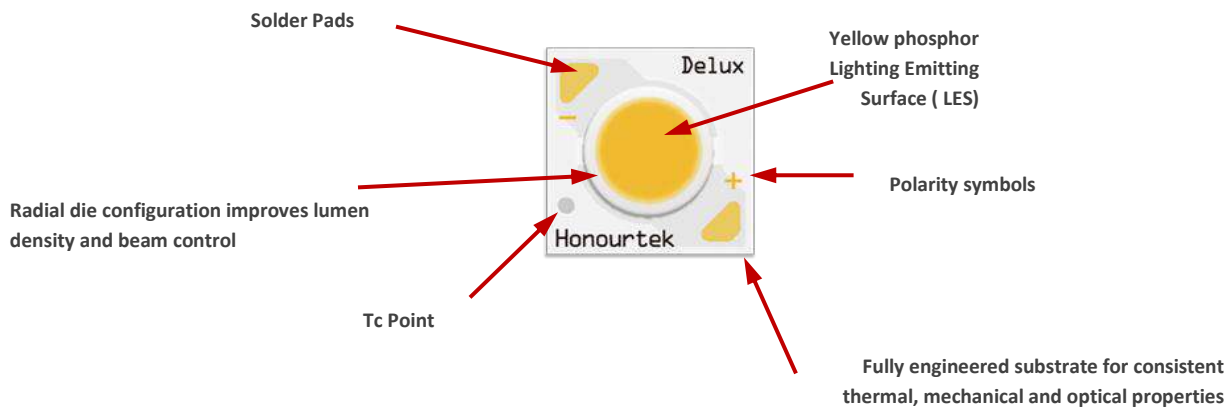 Solder Pads
Yellow phosphor
Lighting Emitting
Surface ( LES)
Delux
−
+
Polarity symbols
Radial die configuration improves lumen
density and beam control
Honourtek
Tc Point
Fully engineered substrate for consistent
thermal, mechanical and optical properties